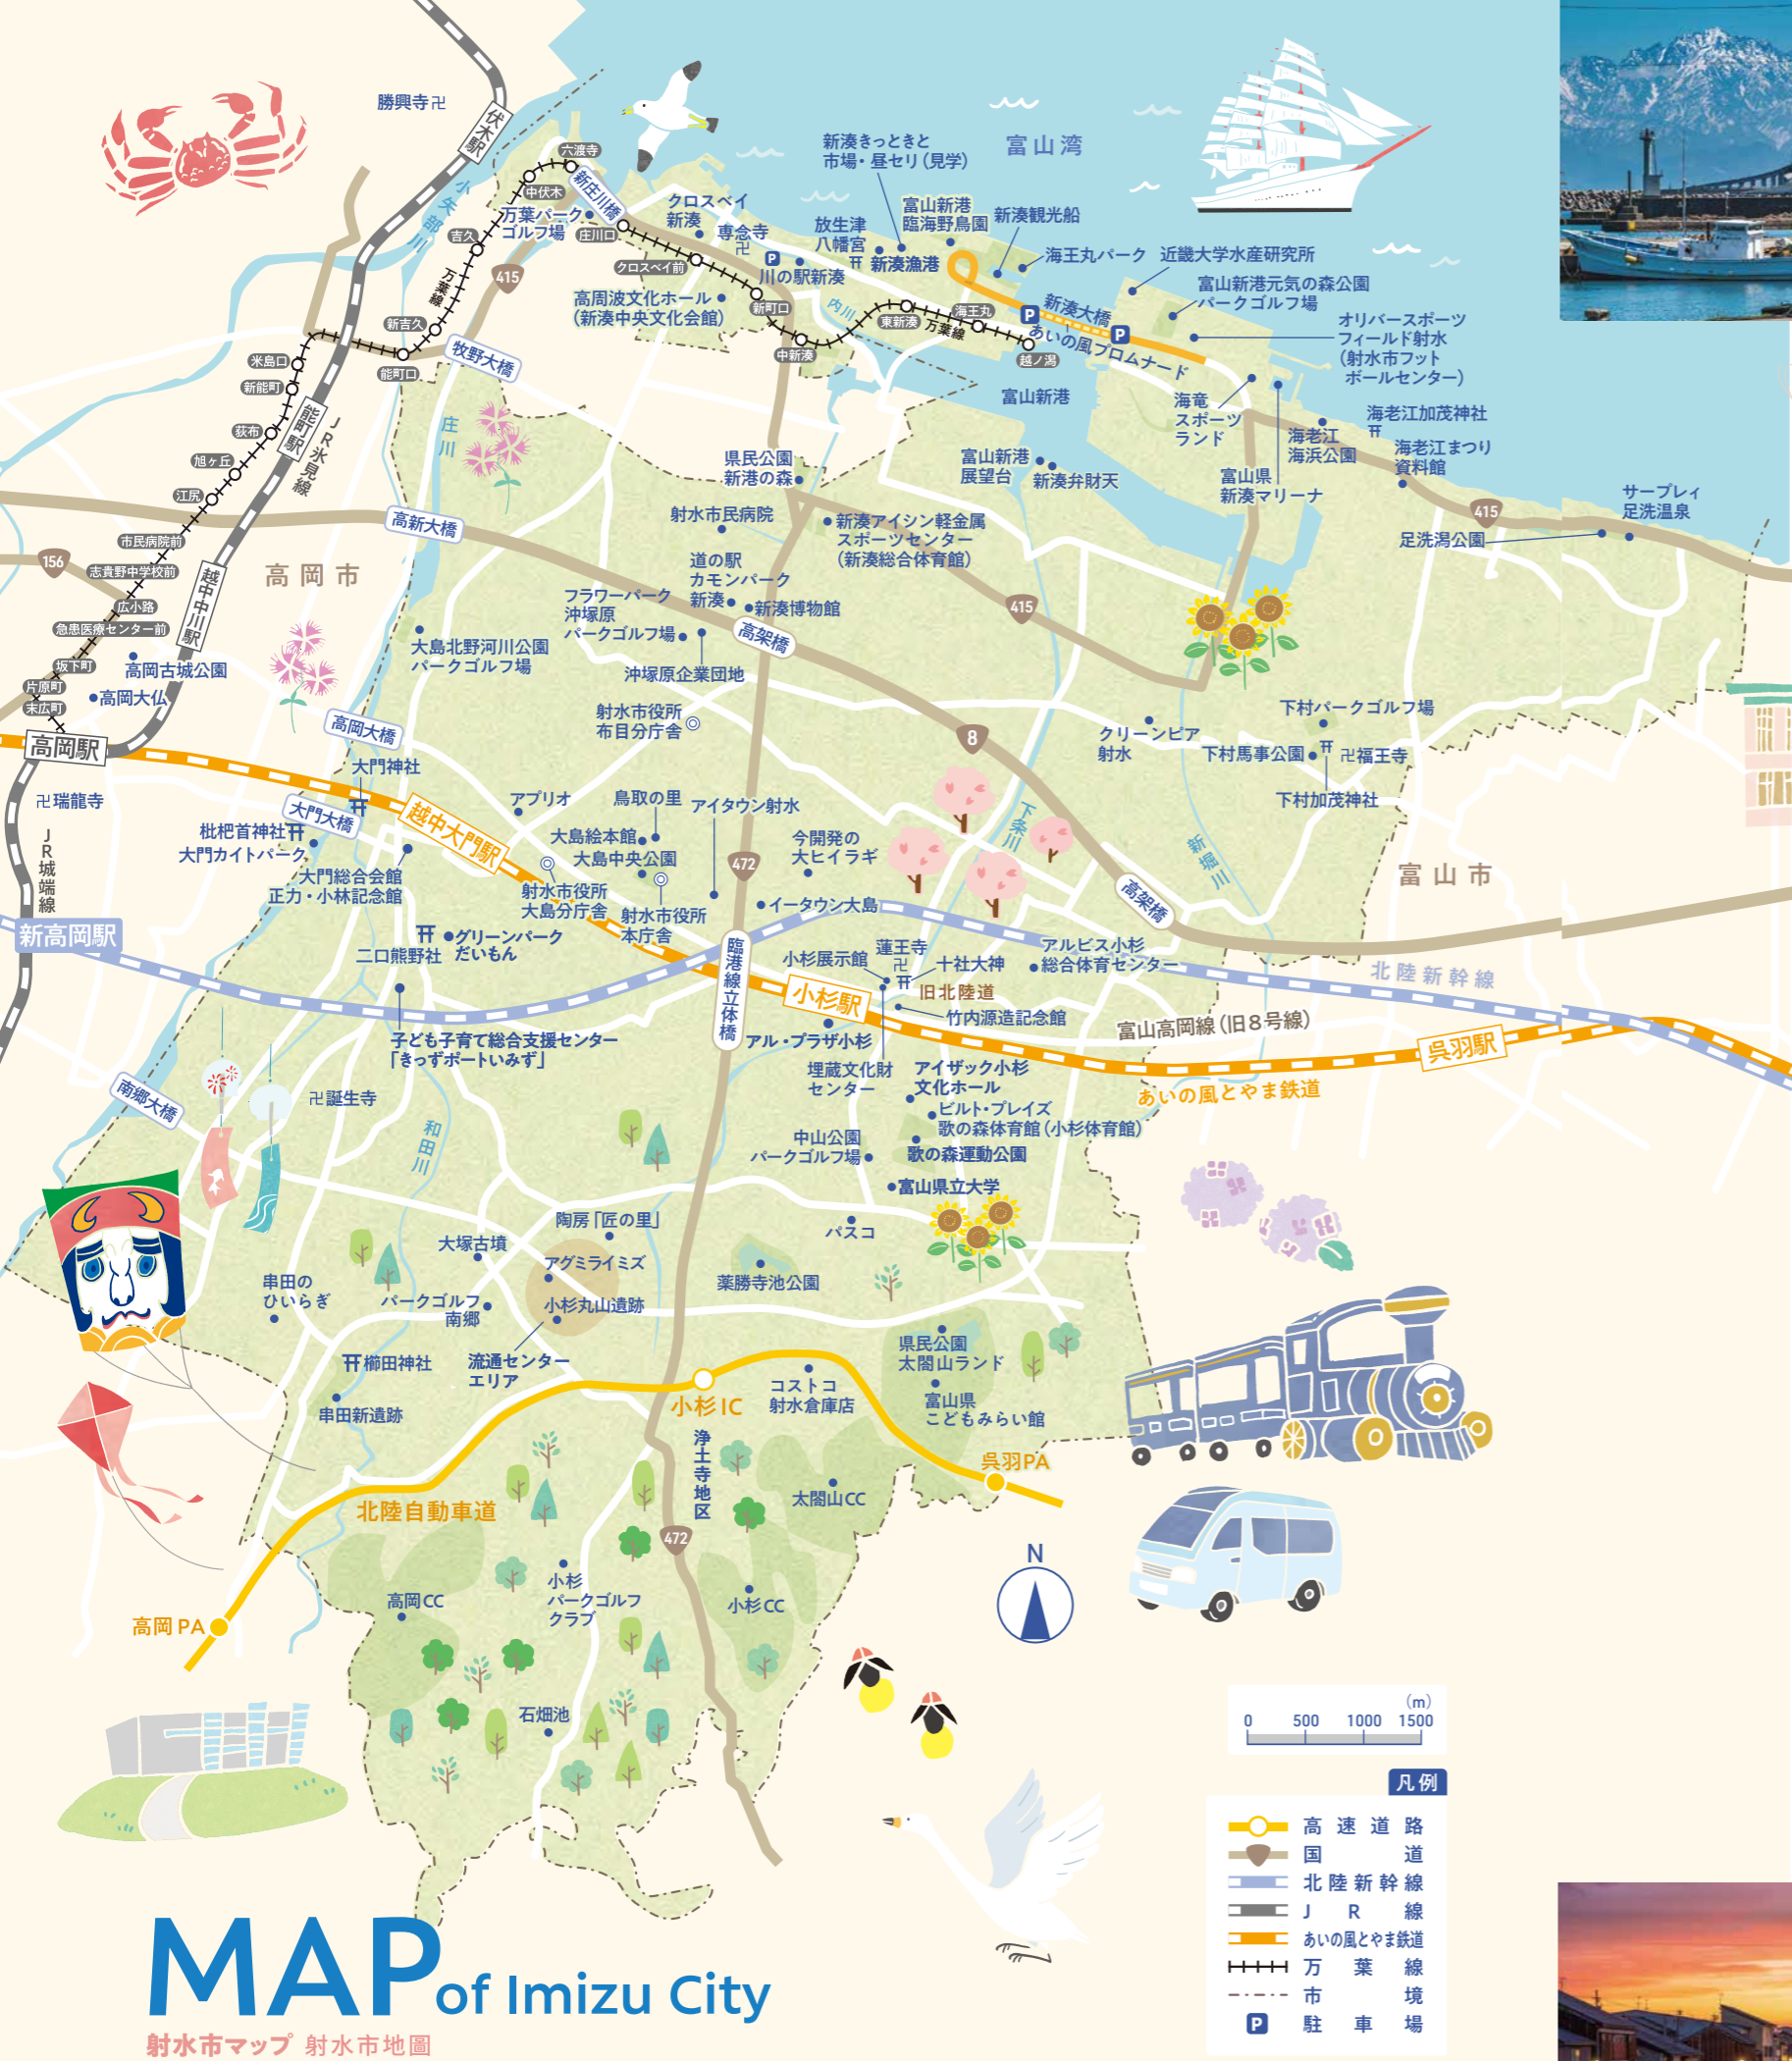 勝興寺
伏木駅
小矢部川
六渡寺
中伏木
新庄川橋
万葉パーク
ゴルフ場
庄川口
吉久
万葉線
415
クロスベイ
新湊
専念寺
クロスベイ前
P
川の駅新湊
放生津
八幡宮
新湊きっときと
市場・昼セリ(見学)
富山湾
富山新港
臨海野鳥園
新湊漁港
新湊観光船
海王丸パーク
近畿大学水産研究所
富山新港元気の森公園
パークゴルフ場
オリバースポーツ
フィールド射水
(射水市フット
ボールセンター)
高周波文化ホール
(新湊中央文化会館)
新町口
内川
中新湊
東新湊
万葉線
海王丸
越ノ潟
P
新湊大橋
P
あいの風プロムナード
新吉久
能町口
牧野大橋
米島口
新能町
能町駅
JR氷見線
荻布
旭ヶ丘
江尻
市民病院前
志貴野中学校前
広小路
急患医療センター前
坂下町
片原町
末広町
越中中川駅
156
高岡市
高岡古城公園
高岡大仏
高岡駅
瑞龍寺
JR城端線
新高岡駅
庄川
高新大橋
富山新港
海竜
スポーツ
ランド
海老江
海浜公園
海老江加茂神社
海老江まつり
資料館
富山県
新湊マリーナ
富山新港
展望台
新湊弁財天
県民公園
新港の森
射水市民病院
新湊アイシン軽金属
スポーツセンター
(新湊総合体育館)
415
サープレィ
足洗温泉
足洗潟公園
道の駅
カモンパーク
新湊
新湊博物館
フラワーパーク
沖塚原
パークゴルフ場
高架橋
沖塚原企業団地
415
大島北野河川公園
パークゴルフ場
射水市役所
布目分庁舎
8
クリーンピア
射水
下村パークゴルフ場
下村馬事公園
福王寺
下村加茂神社
高岡大橋
大門神社
大門大橋
枇杷首神社
大門カイトパーク
越中大門駅
アプリオ
鳥取の里
アイタウン射水
大島絵本館
大島中央公園
今開発の
大ヒイラギ
472
下条川
新堀川
富山市
高架橋
大門総合会館
正力・小林記念館
射水市役所
大島分庁舎
射水市役所
本庁舎
イータウン大島
二口熊野社
グリーンパーク
だいもん
臨港線立体橋
小杉展示館
蓮王寺
十社大神
アルビス小杉
総合体育センター
北陸新幹線
小杉駅
旧北陸道
竹内源造記念館
富山高岡線(旧8号線)
呉羽駅
あいの風とやま鉄道
子ども子育て総合支援センター
「きっずポートいみず」
アル・プラザ小杉
埋蔵文化財
センター
アイザック小杉
文化ホール
ビルト・プレイズ
歌の森体育館(小杉体育館)
歌の森運動公園
中山公園
パークゴルフ場
富山県立大学
南郷大橋
誕生寺
和田川
陶房「匠の里」
大塚古墳
アグミライミズ
パスコ
薬勝寺池公園
串田の
ひいらぎ
パークゴルフ
南郷
小杉丸山遺跡
櫛田神社
流通センター
エリア
串田新遺跡
小杉IC
コストコ
射水倉庫店
県民公園
太閤山ランド
富山県
こどもみらい館
呉羽PA
浄土寺地区
太閤山CC
北陸自動車道
472
高岡PA
高岡CC
小杉
パークゴルフ
クラブ
小杉CC
石畑池
N
(m)
0 500 1000 1500
凡例
高速道路
国道
北陸新幹線
JR線
あいの風とやま鉄道
万葉線
市境
P 駐車場
MAP of Imizu City
射水市マップ 射水市地圖